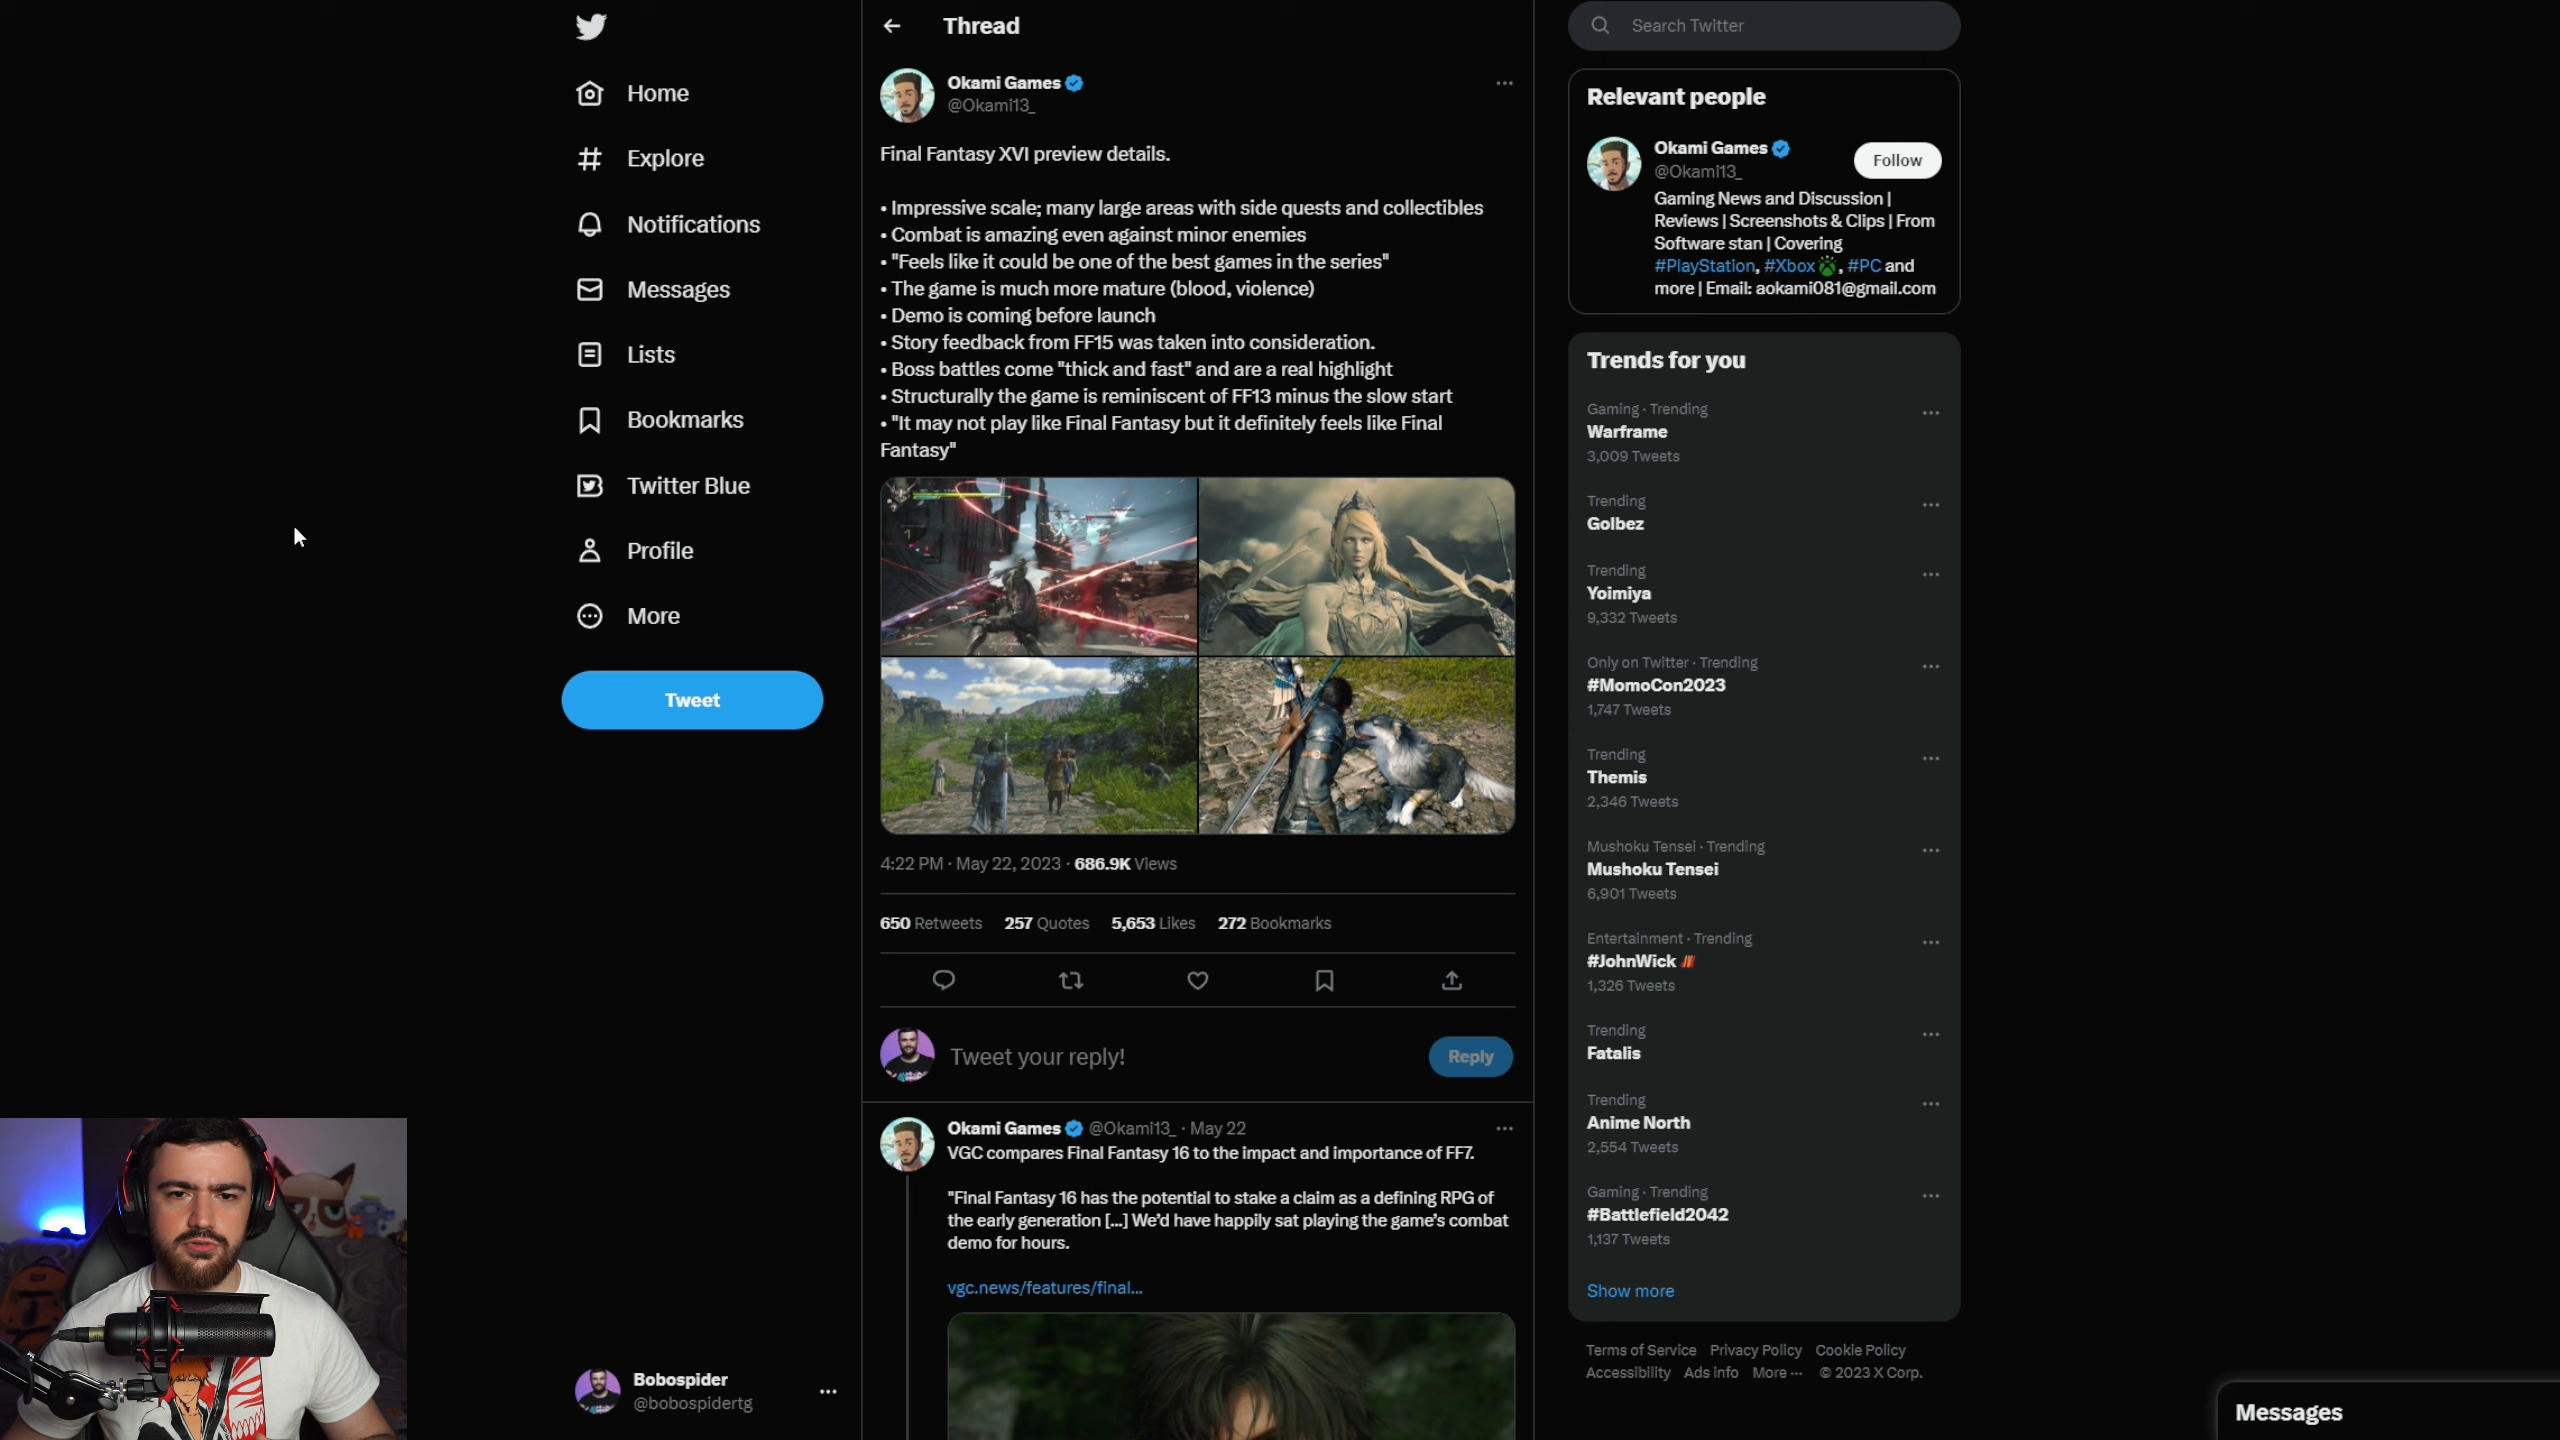 Home
Explore
Notifications
Messages
Lists
Bookmarks
Twitter Blue
Profile
More
Tweet
Bobospider
@bobospidertg
Thread
Okami Games
@Okami13_
Final Fantasy XVI preview details.
• Impressive scale; many large areas with side quests and collectibles
• Combat is amazing even against minor enemies
• "Feels like it could be one of the best games in the series"
• The game is much more mature (blood, violence)
• Demo is coming before launch
• Story feedback from FF15 was taken into consideration.
• Boss battles come "thick and fast" and are a real highlight
• Structurally the game is reminiscent of FF13 minus the slow start
• "It may not play like Final Fantasy but it definitely feels like Final
Fantasy"
4:22 PM · May 22, 2023 · 686.9K Views
650 Retweets 257 Quotes 5,653 Likes 272 Bookmarks
Tweet your reply!
Reply
Okami Games @Okami13_ · May 22
VGC compares Final Fantasy 16 to the impact and importance of FF7.
"Final Fantasy 16 has the potential to stake a claim as a defining RPG of
the early generation [...] We'd have happily sat playing the game's combat
demo for hours.
vgc.news/features/final...
Search Twitter
Relevant people
Okami Games
@Okami13_
Follow
Gaming News and Discussion |
Reviews | Screenshots & Clips | From
Software stan | Covering
#PlayStation, #Xbox, #PC and
more | Email: aokami081@gmail.com
Trends for you
Gaming · Trending
Warframe
3,009 Tweets
Trending
Golbez
Trending
Yoimiya
9,332 Tweets
Only on Twitter · Trending
#MomoCon2023
1,747 Tweets
Trending
Themis
2,346 Tweets
Mushoku Tensei · Trending
Mushoku Tensei
6,901 Tweets
Entertainment · Trending
#JohnWick
1,326 Tweets
Trending
Fatalis
Trending
Anime North
2,554 Tweets
Gaming · Trending
#Battlefield2042
1,137 Tweets
Show more
Terms of Service Privacy Policy Cookie Policy
Accessibility Ads info More ··· © 2023 X Corp.
Messages